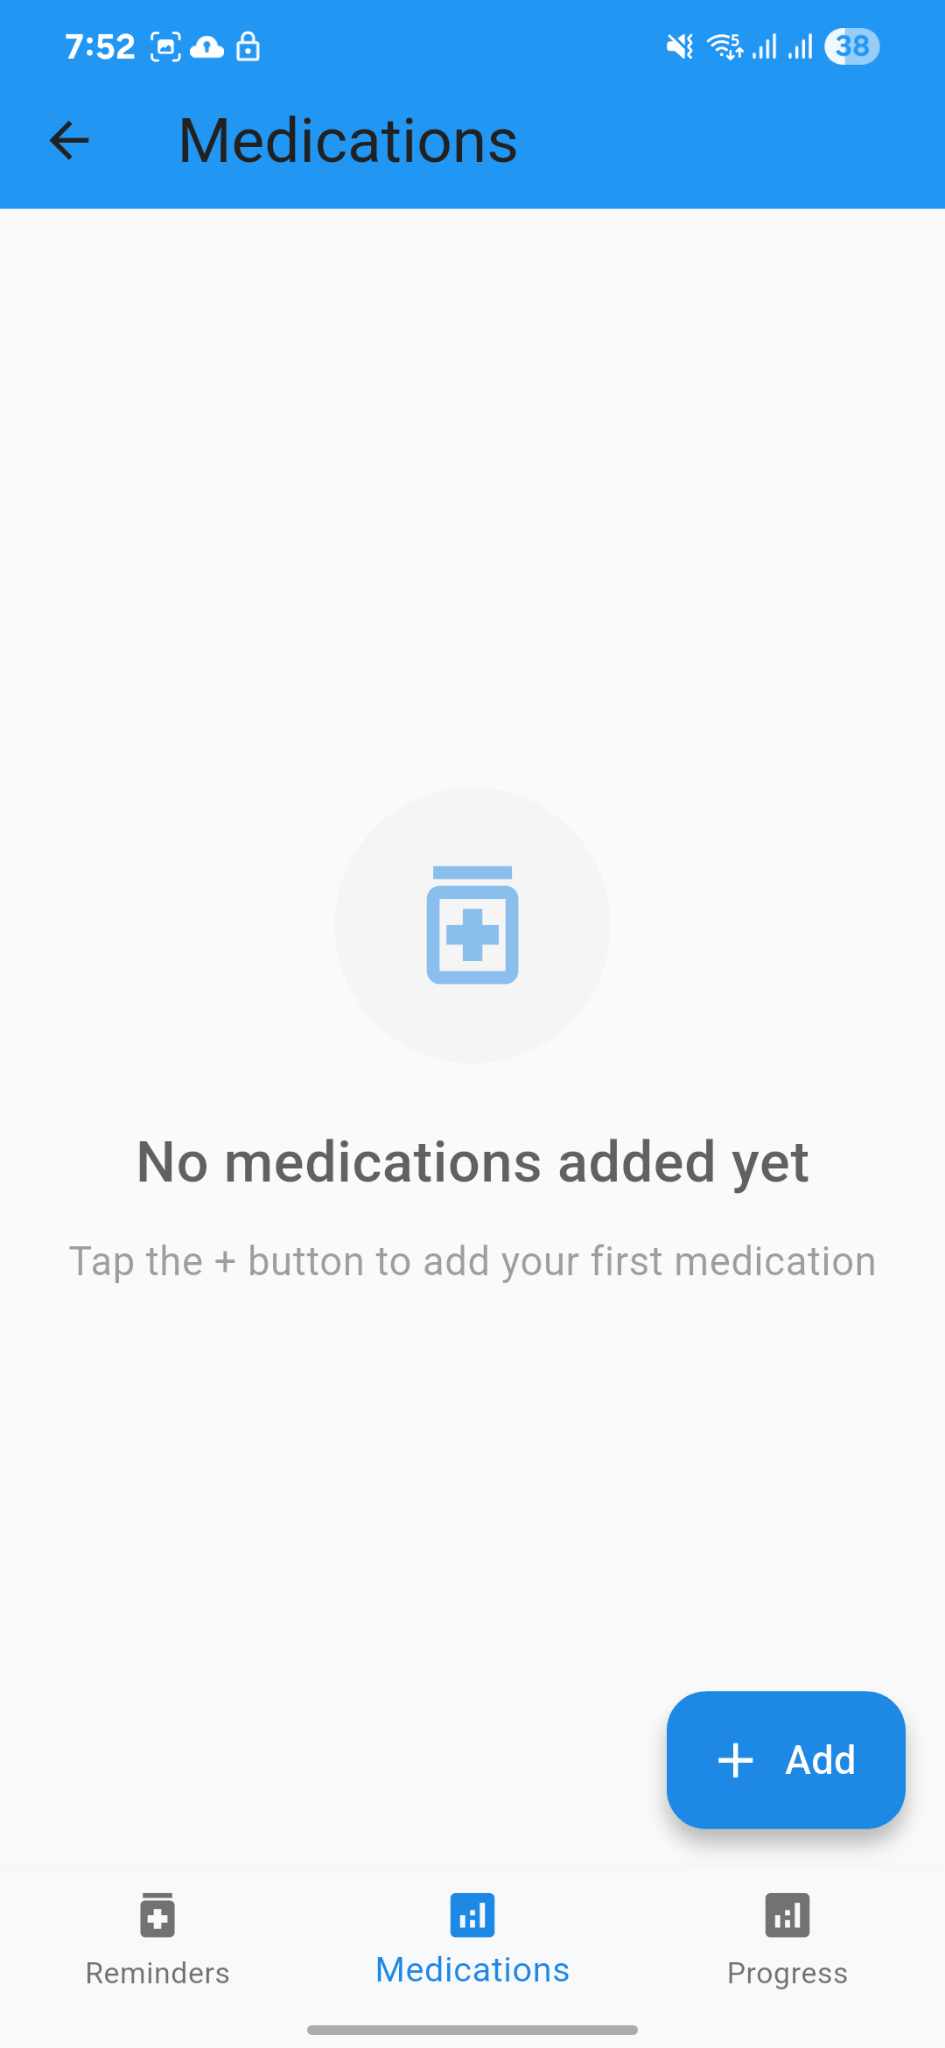 7:52
5
38
Medications
No medications added yet
Tap the + button to add your first medication
+ Add
Reminders
Medications
Progress